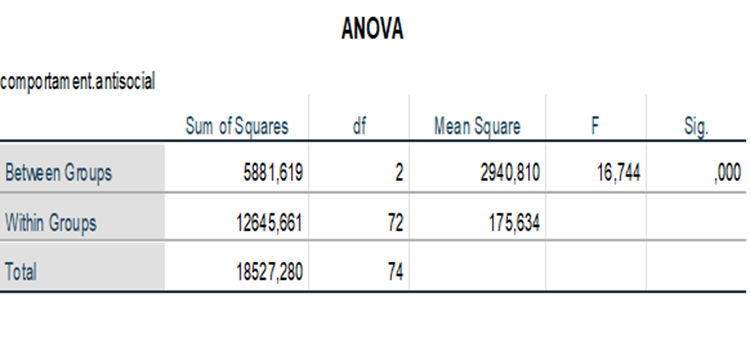 ANOVA
comportament.antisocial
Sum of Squares df Mean Square F Sig.
Between Groups 5881,619 2 2940,810 16,744 ,000
Within Groups 12645,661 72 175,634
Total 18527,280 74